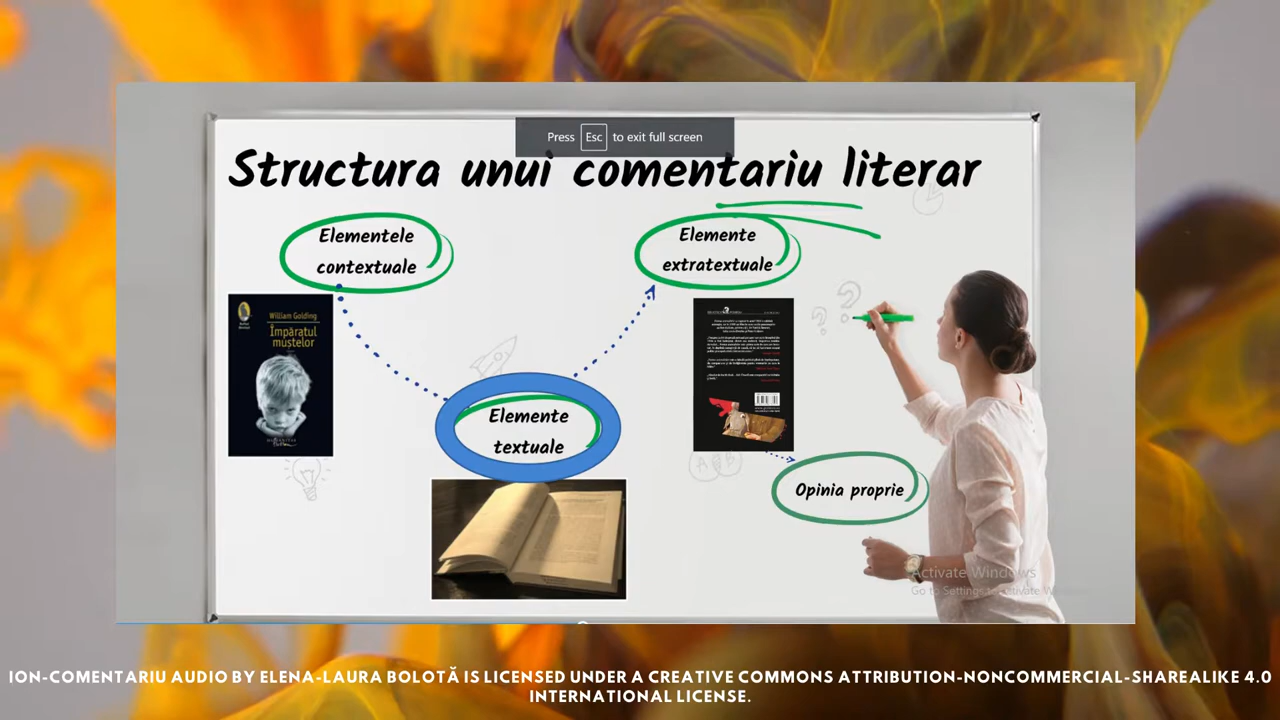 Press Esc to exit full screen
Structura unui comentariu literar
Elementele
contextuale
Elemente
extratextuale
William Golding
Împăratul
muștelor
Elemente
textuale
Opinia proprie
A B
Activate Windows
Go to Settings to activate W
ION-COMENTARIU AUDIO BY ELENA-LAURA BOLOTĂ IS LICENSED UNDER A CREATIVE COMMONS ATTRIBUTION-NONCOMMERCIAL-SHAREALIKE 4.0
INTERNATIONAL LICENSE.